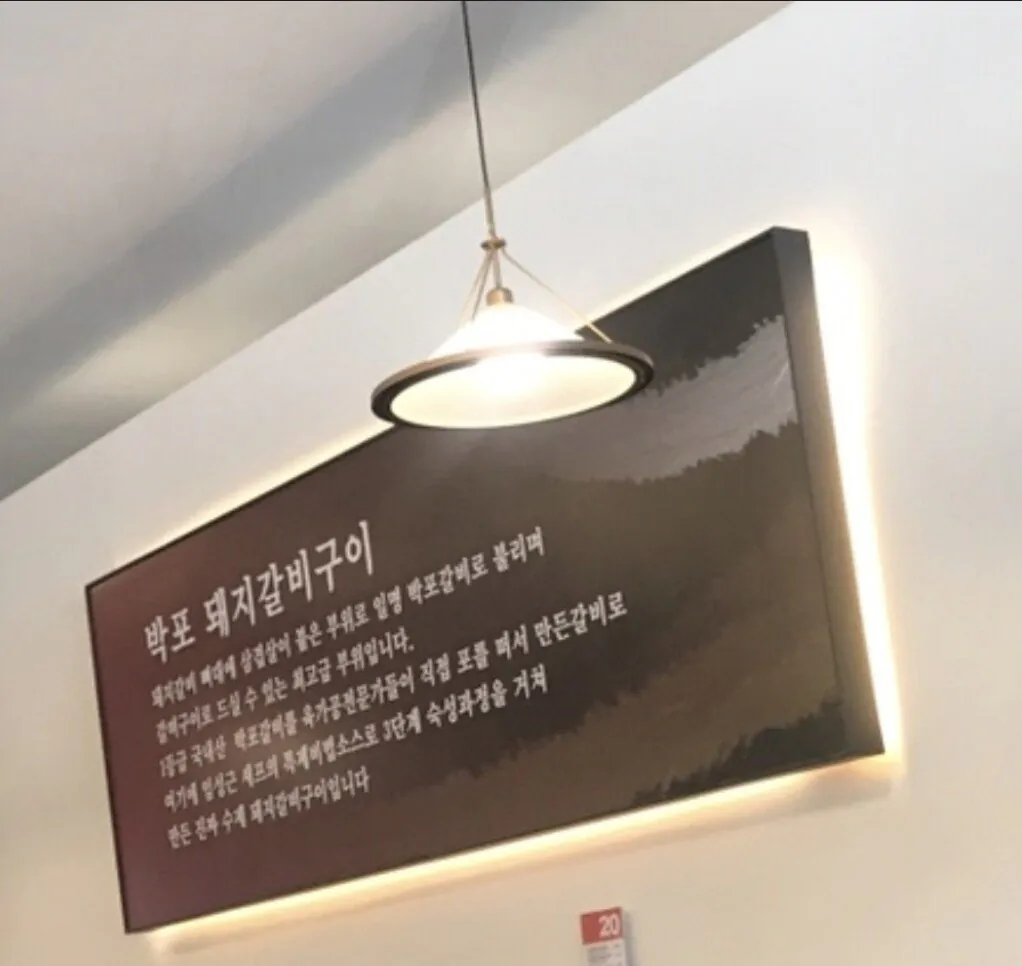 박포 돼지갈비구이
돼지갈비 뼈대에 삼겹살이 붙은 부위로 일명 박포갈비로 불리며
갈비구이로 드실 수 있는 최고급 부위입니다.
1등급 국내산 박포갈비를 육가공전문가들이 직접 포를 떠서 만든갈비로
여기에 임성근 셰프의 특제비법소스로 3단계 숙성과정을 거쳐
만든 진짜 수제 돼지갈비구이입니다
20